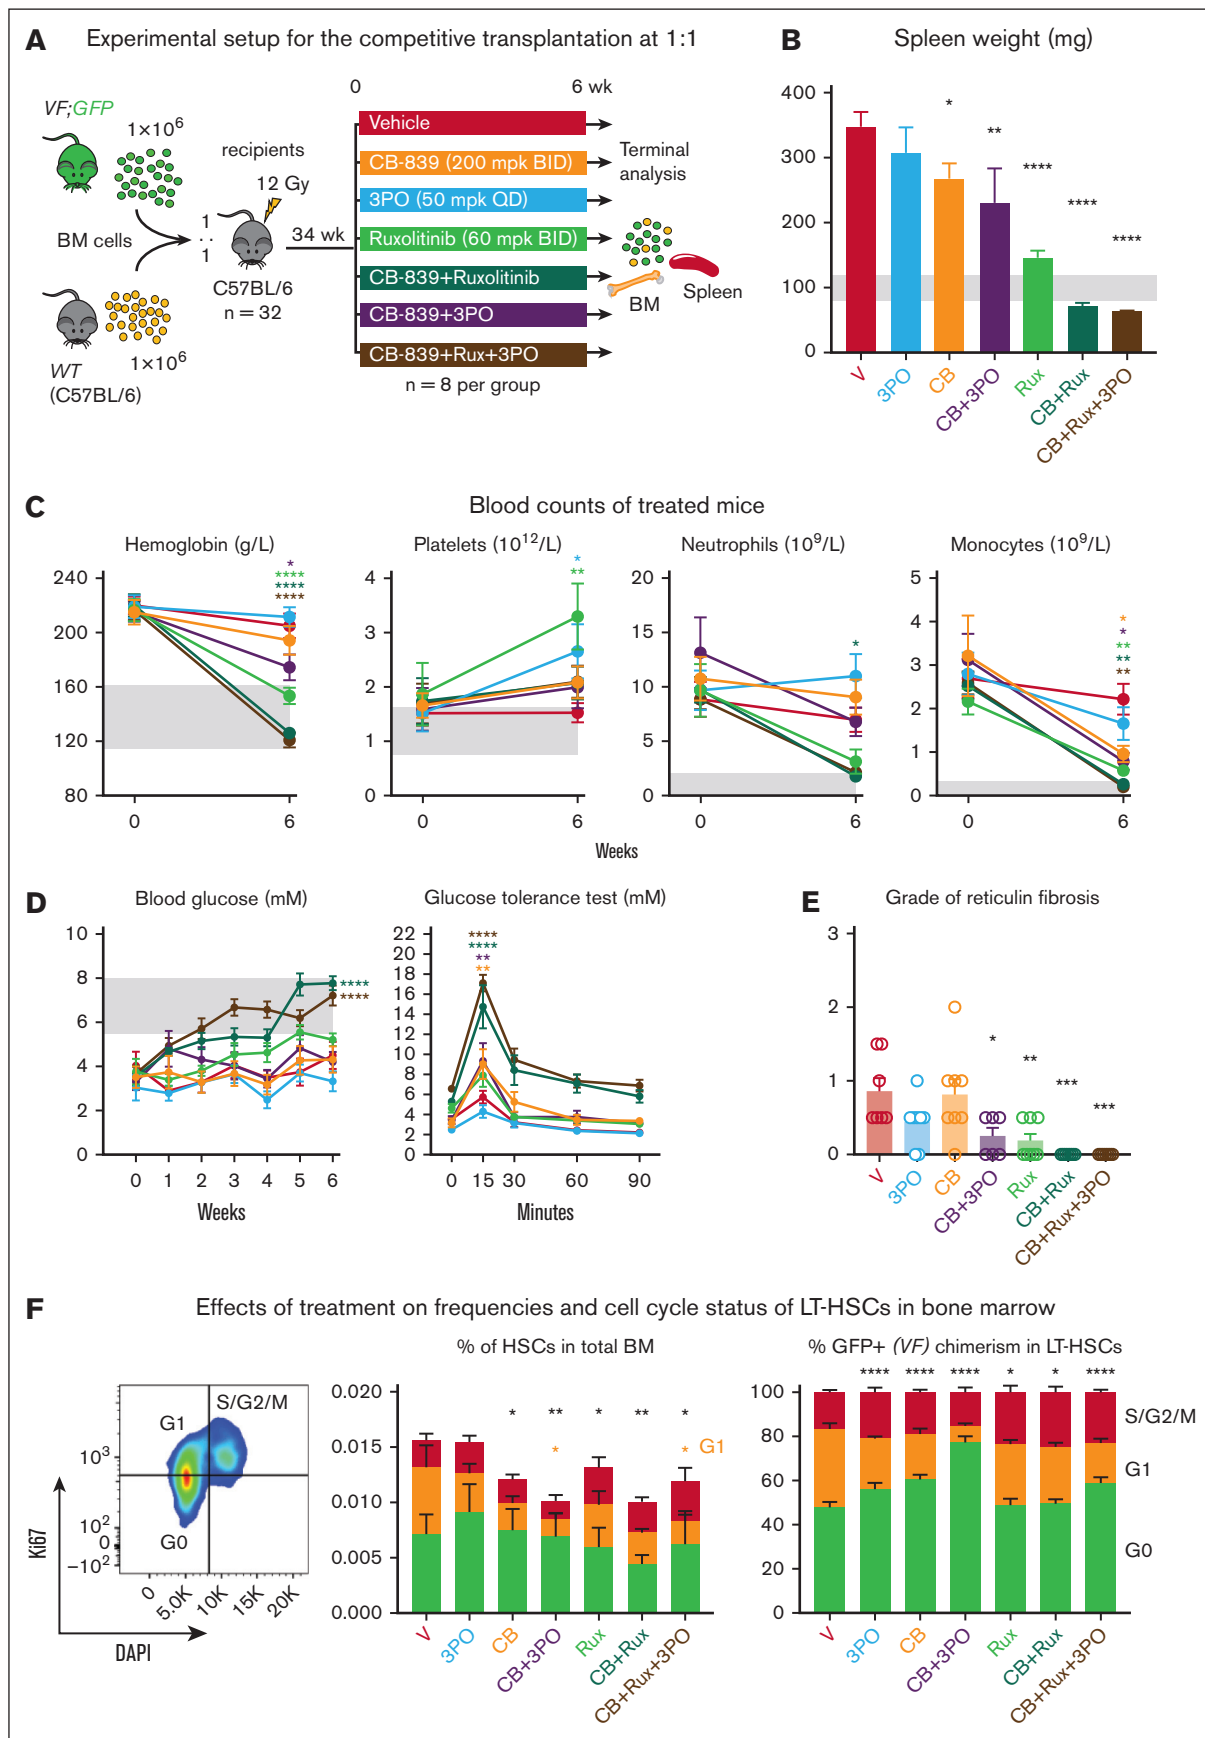 A Experimental setup for the competitive transplantation at 1:1
0 6 wk
VF;GFP
1×10⁶
recipients
12 Gy
BM cells
1
:
1
34 wk
C57BL/6
n = 32
WT
(C57BL/6)
1×10⁶
Vehicle
CB-839 (200 mpk BID)
3PO (50 mpk QD)
Ruxolitinib (60 mpk BID)
CB-839+Ruxolitinib
CB-839+3PO
CB-839+Rux+3PO
n = 8 per group
Terminal
analysis
BM
Spleen
B Spleen weight (mg)
400
300
200
100
0
*
**
****
****
****
V 3PO CB CB+3PO Rux CB+Rux CB+Rux+3PO
C Blood counts of treated mice
Hemoglobin (g/L)
240
200
160
120
80
*
****
****
****
0 6
Platelets (10¹²/L)
4
3
2
1
0
*
**
0 6
Neutrophils (10⁹/L)
20
15
10
5
0
*
0 6
Monocytes (10⁹/L)
5
4
3
2
1
0
*
*
**
**
**
0 6
Weeks
D Blood glucose (mM)
10
8
6
4
2
0
****
****
0 1 2 3 4 5 6
Weeks
Glucose tolerance test (mM)
22
20
18
16
14
12
10
8
6
4
2
0
****
****
**
**
0 15 30 60 90
Minutes
E Grade of reticulin fibrosis
3
2
1
0
*
**
***
***
V 3PO CB CB+3PO Rux CB+Rux CB+Rux+3PO
F Effects of treatment on frequencies and cell cycle status of LT-HSCs in bone marrow
S/G2/M
G1
G0
10³
10²
0
−10²
Ki67
0 5.0K 10K 15K 20K
DAPI
% of HSCs in total BM
0.020
0.015
0.010
0.005
0.000
* ** * ** *
* * G1
V 3PO CB CB+3PO Rux CB+Rux CB+Rux+3PO
% GFP+ (VF) chimerism in LT-HSCs
**** **** **** * * ****
100
80
60
40
20
0
S/G2/M
G1
G0
V 3PO CB CB+3PO Rux CB+Rux CB+Rux+3PO